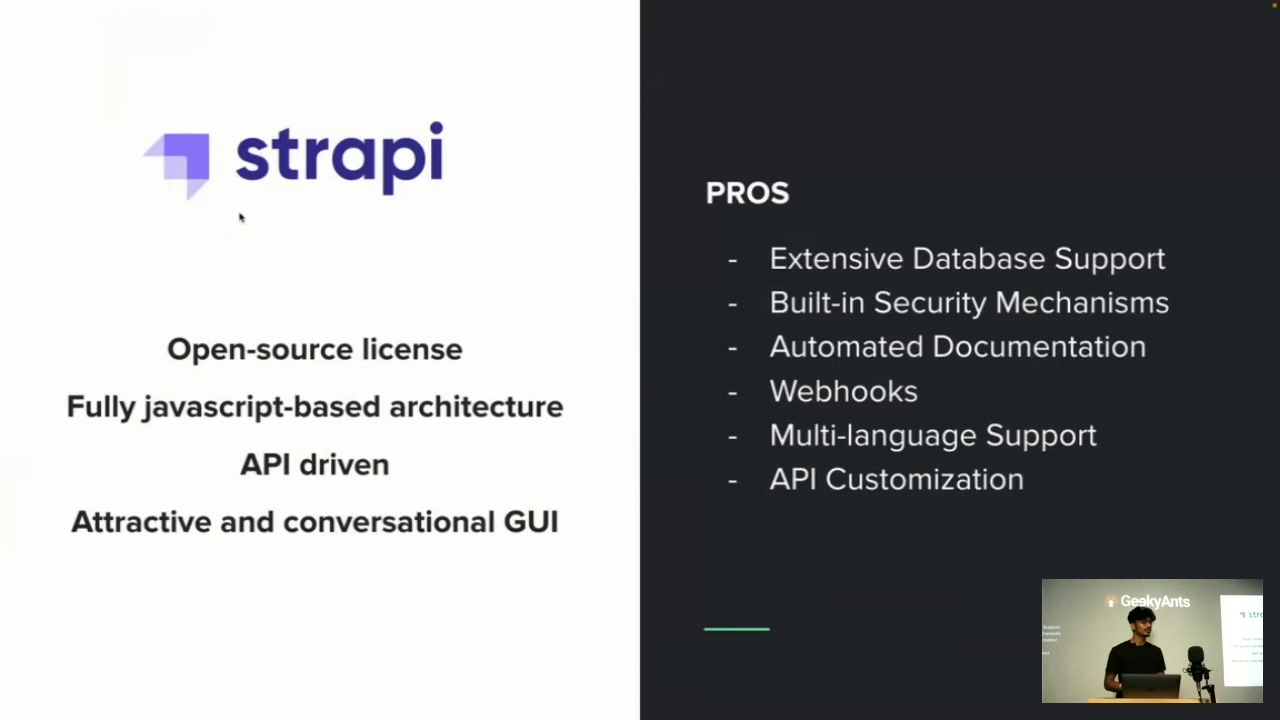 strapi
Open-source license
Fully javascript-based architecture
API driven
Attractive and conversational GUI
PROS
- Extensive Database Support
- Built-in Security Mechanisms
- Automated Documentation
- Webhooks
- Multi-language Support
- API Customization
GeekyAnts